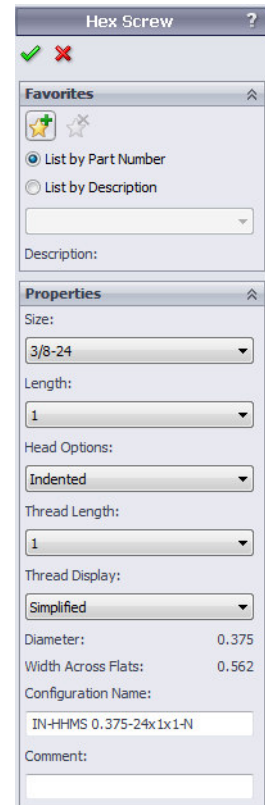 Hex Screw ?
Favorites
List by Part Number
List by Description
Description:
Properties
Size:
3/8-24
Length:
1
Head Options:
Indented
Thread Length:
1
Thread Display:
Simplified
Diameter: 0.375
Width Across Flats: 0.562
Configuration Name:
IN-HHMS 0.375-24x1x1-N
Comment: